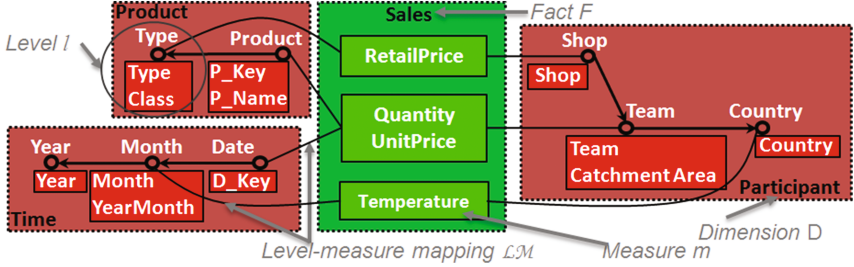 Product
Sales
Fact F
Level l
Type
Product
RetailPrice
Shop
Type
Class
P_Key
P_Name
Shop
Quantity
UnitPrice
Team
Country
Year
Month
Date
Team
Catchment Area
Country
Year
Month
YearMonth
D_Key
Temperature
Participant
Time
Dimension D
Level-measure mapping ℒℳ
Measure m